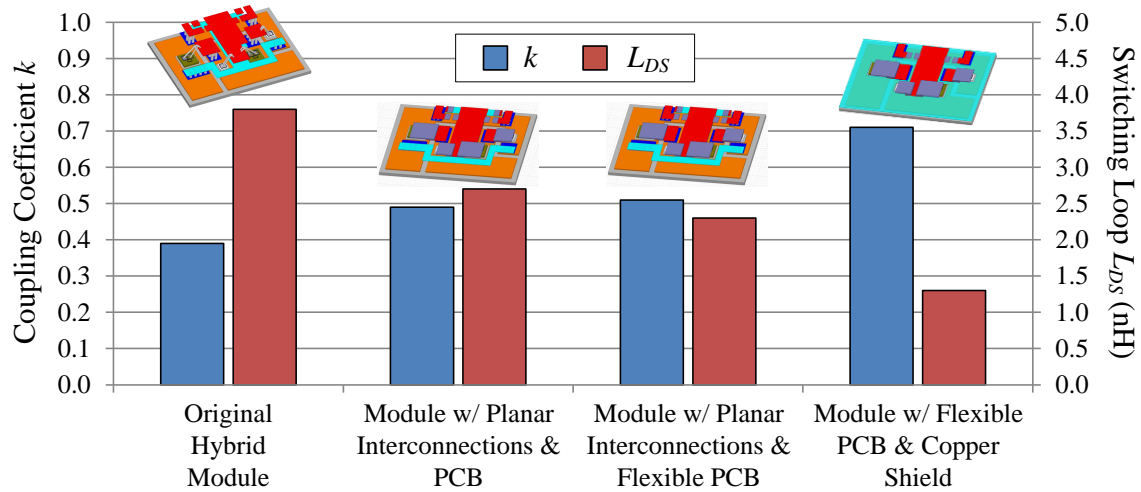 Coupling Coefficient k
1.0
0.9
0.8
0.7
0.6
0.5
0.4
0.3
0.2
0.1
0.0
k
L_DS
5.0
4.5
4.0
3.5
3.0
2.5
2.0
1.5
1.0
0.5
0.0
Switching Loop L_DS (nH)
Original
Hybrid
Module
Module w/ Planar
Interconnections &
PCB
Module w/ Planar
Interconnections &
Flexible PCB
Module w/ Flexible
PCB & Copper
Shield